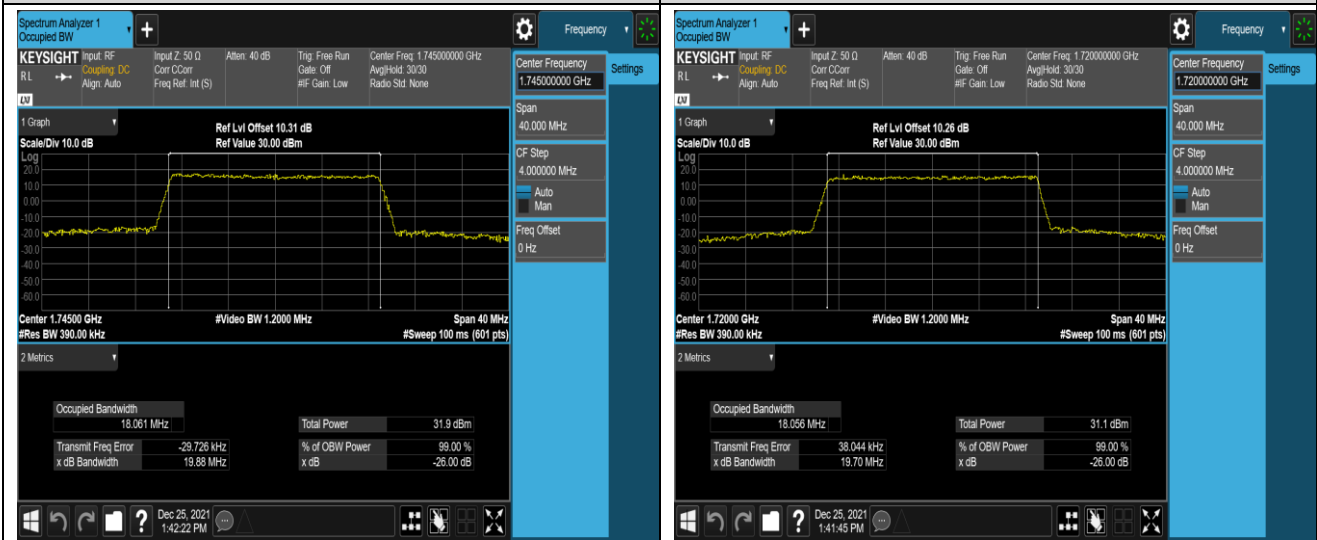 Spectrum Analyzer 1
Occupied BW
+
Frequency
KEYSIGHT
RL
LXI
Input: RF
Coupling: DC
Align: Auto
Input Z: 50 Ω
Corr CCorr
Freq Ref: Int (S)
Atten: 40 dB
Trig: Free Run
Gate: Off
#IF Gain: Low
Center Freq: 1.745000000 GHz
Avg|Hold: 30/30
Radio Std: None
Center Frequency
1.745000000 GHz
Settings
Span
40.000 MHz
CF Step
4.000000 MHz
Auto
Man
Freq Offset
0 Hz
1 Graph
Scale/Div 10.0 dB
Ref Lvl Offset 10.31 dB
Ref Value 30.00 dBm
Log
20.0
10.0
0.00
-10.0
-20.0
-30.0
-40.0
-50.0
-60.0
Center 1.74500 GHz
#Video BW 1.2000 MHz
Span 40 MHz
#Res BW 390.00 kHz
#Sweep 100 ms (601 pts)
2 Metrics
Occupied Bandwidth
18.061 MHz
Total Power 31.9 dBm
Transmit Freq Error -29.726 kHz
% of OBW Power 99.00 %
x dB Bandwidth 19.88 MHz
x dB -26.00 dB
?
Dec 25, 2021
1:42:22 PM
Spectrum Analyzer 1
Occupied BW
+
Frequency
KEYSIGHT
RL
LXI
Input: RF
Coupling: DC
Align: Auto
Input Z: 50 Ω
Corr CCorr
Freq Ref: Int (S)
Atten: 40 dB
Trig: Free Run
Gate: Off
#IF Gain: Low
Center Freq: 1.720000000 GHz
Avg|Hold: 30/30
Radio Std: None
Center Frequency
1.720000000 GHz
Settings
Span
40.000 MHz
CF Step
4.000000 MHz
Auto
Man
Freq Offset
0 Hz
1 Graph
Scale/Div 10.0 dB
Ref Lvl Offset 10.26 dB
Ref Value 30.00 dBm
Log
20.0
10.0
0.00
-10.0
-20.0
-30.0
-40.0
-50.0
-60.0
Center 1.72000 GHz
#Video BW 1.2000 MHz
Span 40 MHz
#Res BW 390.00 kHz
#Sweep 100 ms (601 pts)
2 Metrics
Occupied Bandwidth
18.056 MHz
Total Power 31.1 dBm
Transmit Freq Error 38.044 kHz
% of OBW Power 99.00 %
x dB Bandwidth 19.70 MHz
x dB -26.00 dB
?
Dec 25, 2021
1:41:45 PM